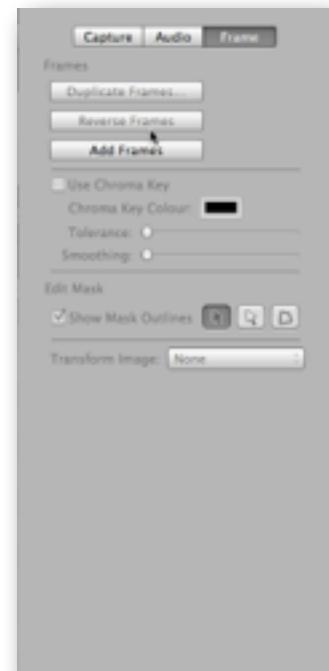 Capture Audio Frame
Frames
Duplicate Frames...
Reverse Frames
Add Frames
Use Chroma Key
Chroma Key Colour:
Tolerance:
Smoothing:
Edit Mask
Show Mask Outlines
Transform Image: None